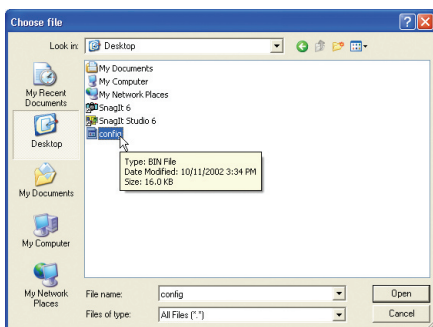 Choose file
Look in:
Desktop
My Recent
Documents
Desktop
My Documents
My Computer
My Network
Places
My Documents
My Computer
My Network Places
SnagIt 6
SnagIt Studio 6
config
Type: BIN File
Date Modified: 10/11/2002 3:34 PM
Size: 16.0 KB
File name:
config
Open
Files of type:
All Files (*.*)
Cancel